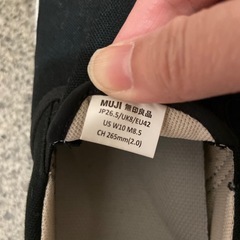 MUJI 無印良品
JP26.5/UK8/EU42
US W10 M8.5
CH 265mm(2.0)